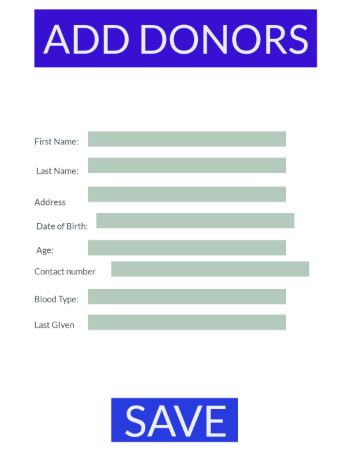 ADD DONORS
First Name:
Last Name:
Address
Date of Birth:
Age:
Contact number
Blood Type:
Last GIven
SAVE